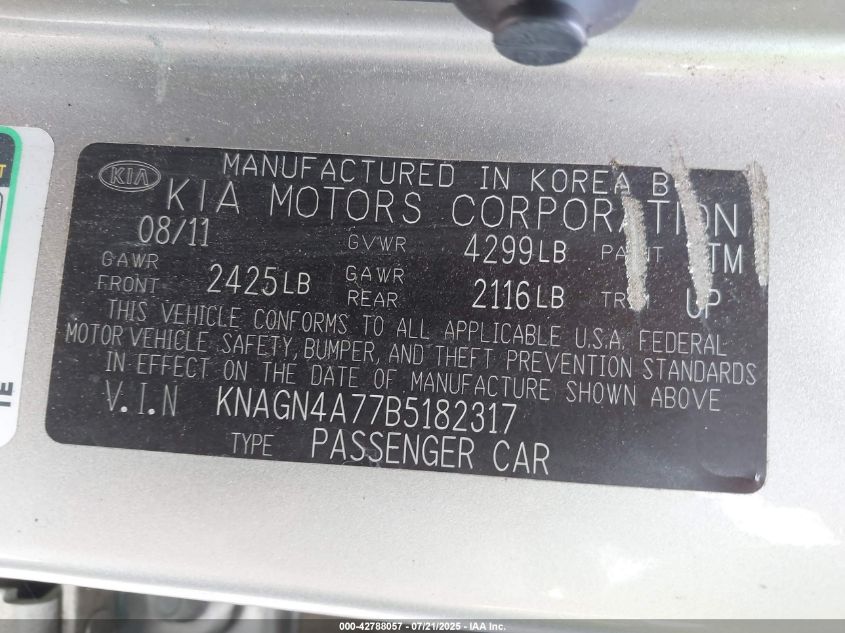 KIA
MANUFACTURED IN KOREA
KIA MOTORS CORPORATION
08/11 GVWR 4299LB TM
GAWR FRONT 2425LB GAWR REAR 2116LB UP
THIS VEHICLE CONFORMS TO ALL APPLICABLE U.S.A. FEDERAL
MOTOR VEHICLE SAFETY, BUMPER, AND THEFT PREVENTION STANDARDS
IN EFFECT ON THE DATE OF MANUFACTURE SHOWN ABOVE
V.I.N KNAGN4A77B5182317
TYPE PASSENGER CAR
000-42788057 - 07/21/2025 - IAA Inc.